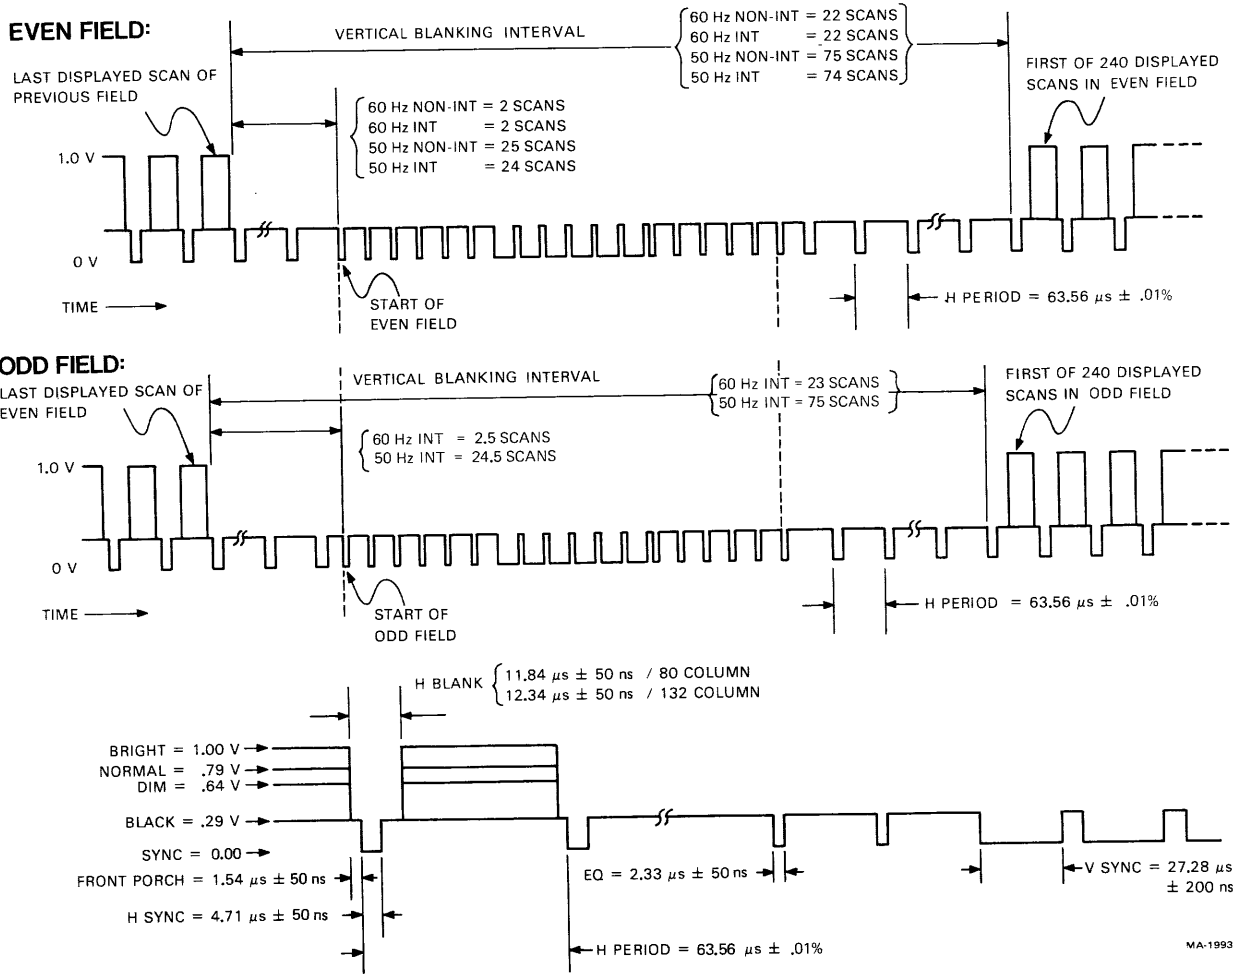 EVEN FIELD:
VERTICAL BLANKING INTERVAL
60 Hz NON-INT = 22 SCANS
60 Hz INT = 22 SCANS
50 Hz NON-INT = 75 SCANS
50 Hz INT = 74 SCANS
LAST DISPLAYED SCAN OF
PREVIOUS FIELD
FIRST OF 240 DISPLAYED
SCANS IN EVEN FIELD
60 Hz NON-INT = 2 SCANS
60 Hz INT = 2 SCANS
50 Hz NON-INT = 25 SCANS
50 Hz INT = 24 SCANS
1.0 V
0 V
TIME
START OF
EVEN FIELD
H PERIOD = 63.56 µs ± .01%
ODD FIELD:
LAST DISPLAYED SCAN OF
EVEN FIELD
VERTICAL BLANKING INTERVAL
60 Hz INT = 23 SCANS
50 Hz INT = 75 SCANS
FIRST OF 240 DISPLAYED
SCANS IN ODD FIELD
60 Hz INT = 2.5 SCANS
50 Hz INT = 24.5 SCANS
1.0 V
0 V
TIME
START OF
ODD FIELD
H PERIOD = 63.56 µs ± .01%
H BLANK
11.84 µs ± 50 ns / 80 COLUMN
12.34 µs ± 50 ns / 132 COLUMN
BRIGHT = 1.00 V
NORMAL = .79 V
DIM = .64 V
BLACK = .29 V
SYNC = 0.00
FRONT PORCH = 1.54 µs ± 50 ns
EQ = 2.33 µs ± 50 ns
V SYNC = 27.28 µs
± 200 ns
H SYNC = 4.71 µs ± 50 ns
H PERIOD = 63.56 µs ± .01%
MA-1993